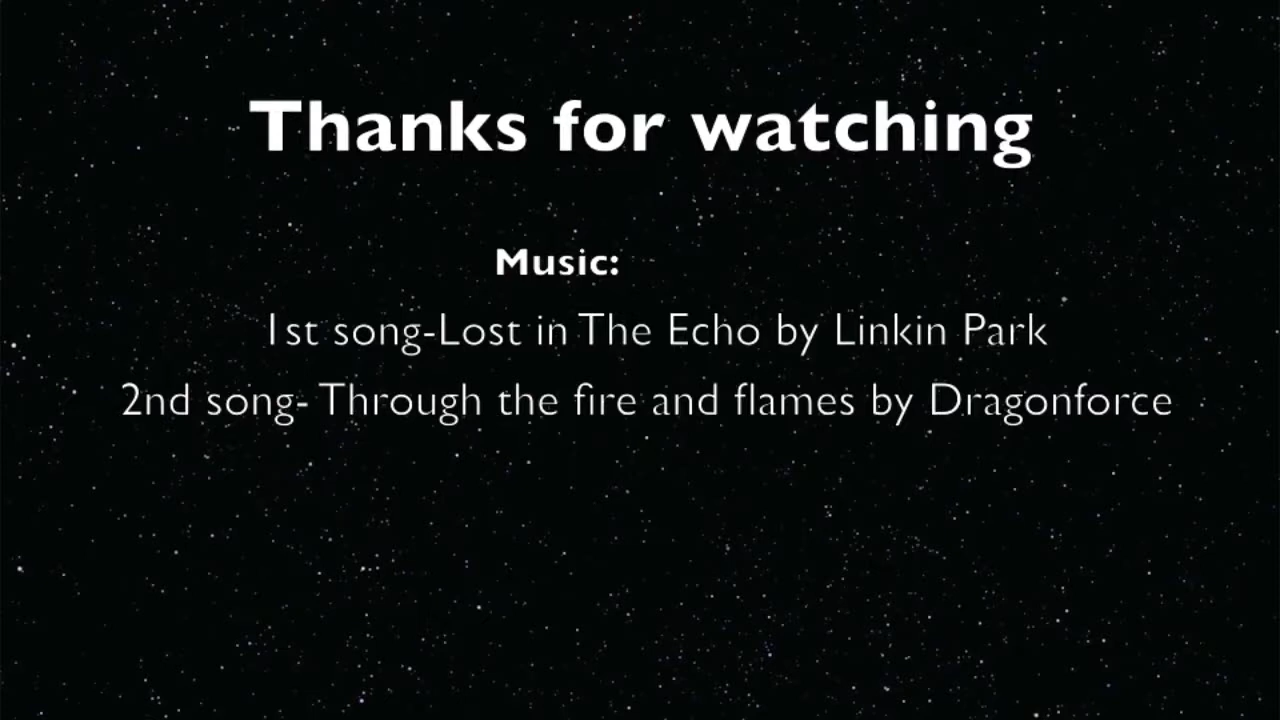 Thanks for watching
Music:
1st song-Lost in The Echo by Linkin Park
2nd song- Through the fire and flames by Dragonforce